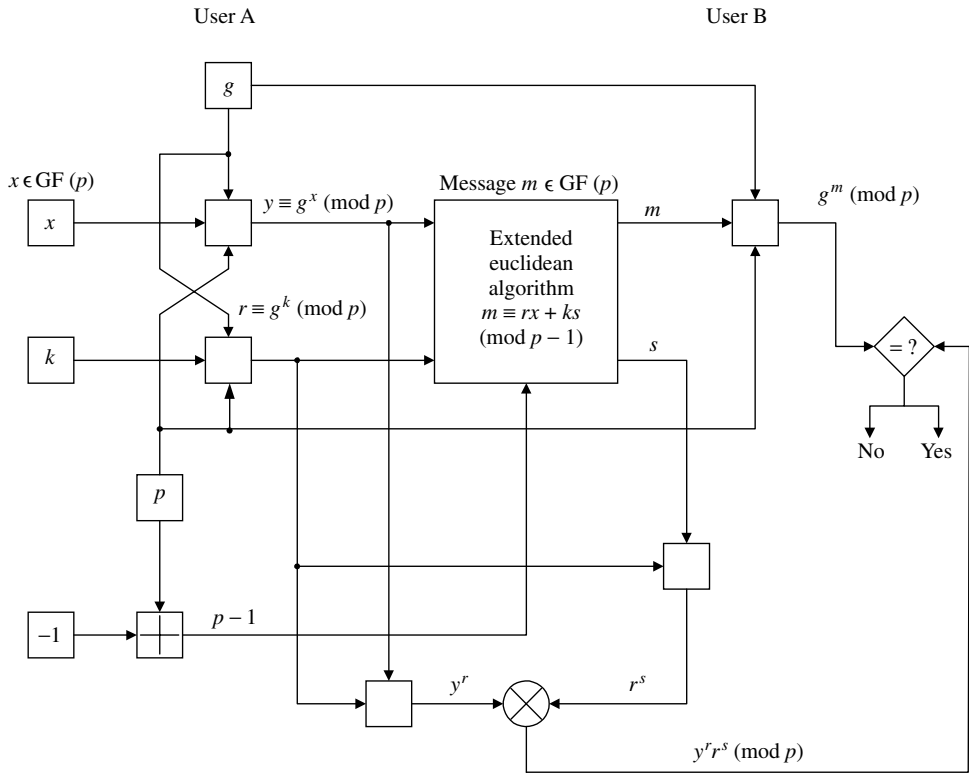 User A
User B
g
x ϵ GF (p)
Message m ϵ GF (p)
x
y ≡ g^x (mod p)
m
g^m (mod p)
Extended
euclidean
algorithm
m ≡ rx + ks
(mod p – 1)
r ≡ g^k (mod p)
k
s
= ?
No
Yes
p
–1
p – 1
y^r
r^s
y^r r^s (mod p)